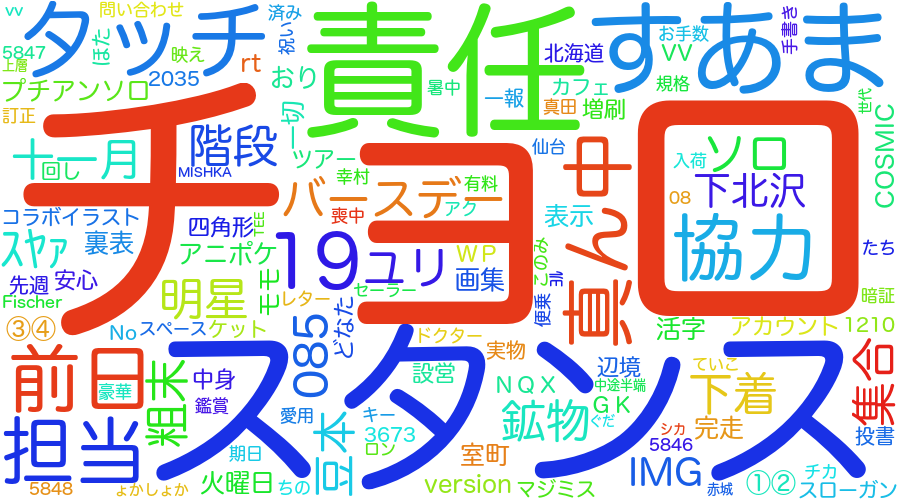 vv
タッチ
問い合わせ
済み
祝い
責任
すあま
手書き
5847
上層
ほた
映え
2035
rt
おり
暑中
一報
北海道
カフェ
真田
増刷
お手数
VV
規格
世代
プチアンソロ
訂正
一切
チョロ
十一月
回し
階段
MISHKA
ツアー
幸村
有料
仙台
真ん中
入荷
ソロ
下北沢
08
COSMIC
コラボイラスト
四角形
TEE
バースデー
喪中
アク
表示
協力
スヤァ
裏表
アニポケ
19
ユリ
WP
画集
このみ
非
たち
先週
安心
モモ
レター
セーラー
便乗
暗証
Fischer
明星
③④
No
スペース
ケット
085
どなた
ドクター
実物
活字
アカウント
1210
前日
豪華
粗末
中身
鑑賞
スタンス
設営
辺境
中途半端
ていこ
下着
集合
担当
愛用
キー
NQX
GK
ぐだ
鉱物
シカ
完走
投書
豆本
3673
ロン
室町
5846
期日
火曜日
ちの
5848
ょかしょか
version
マジミス
IMG
赤城
①②
チカ
スローガン